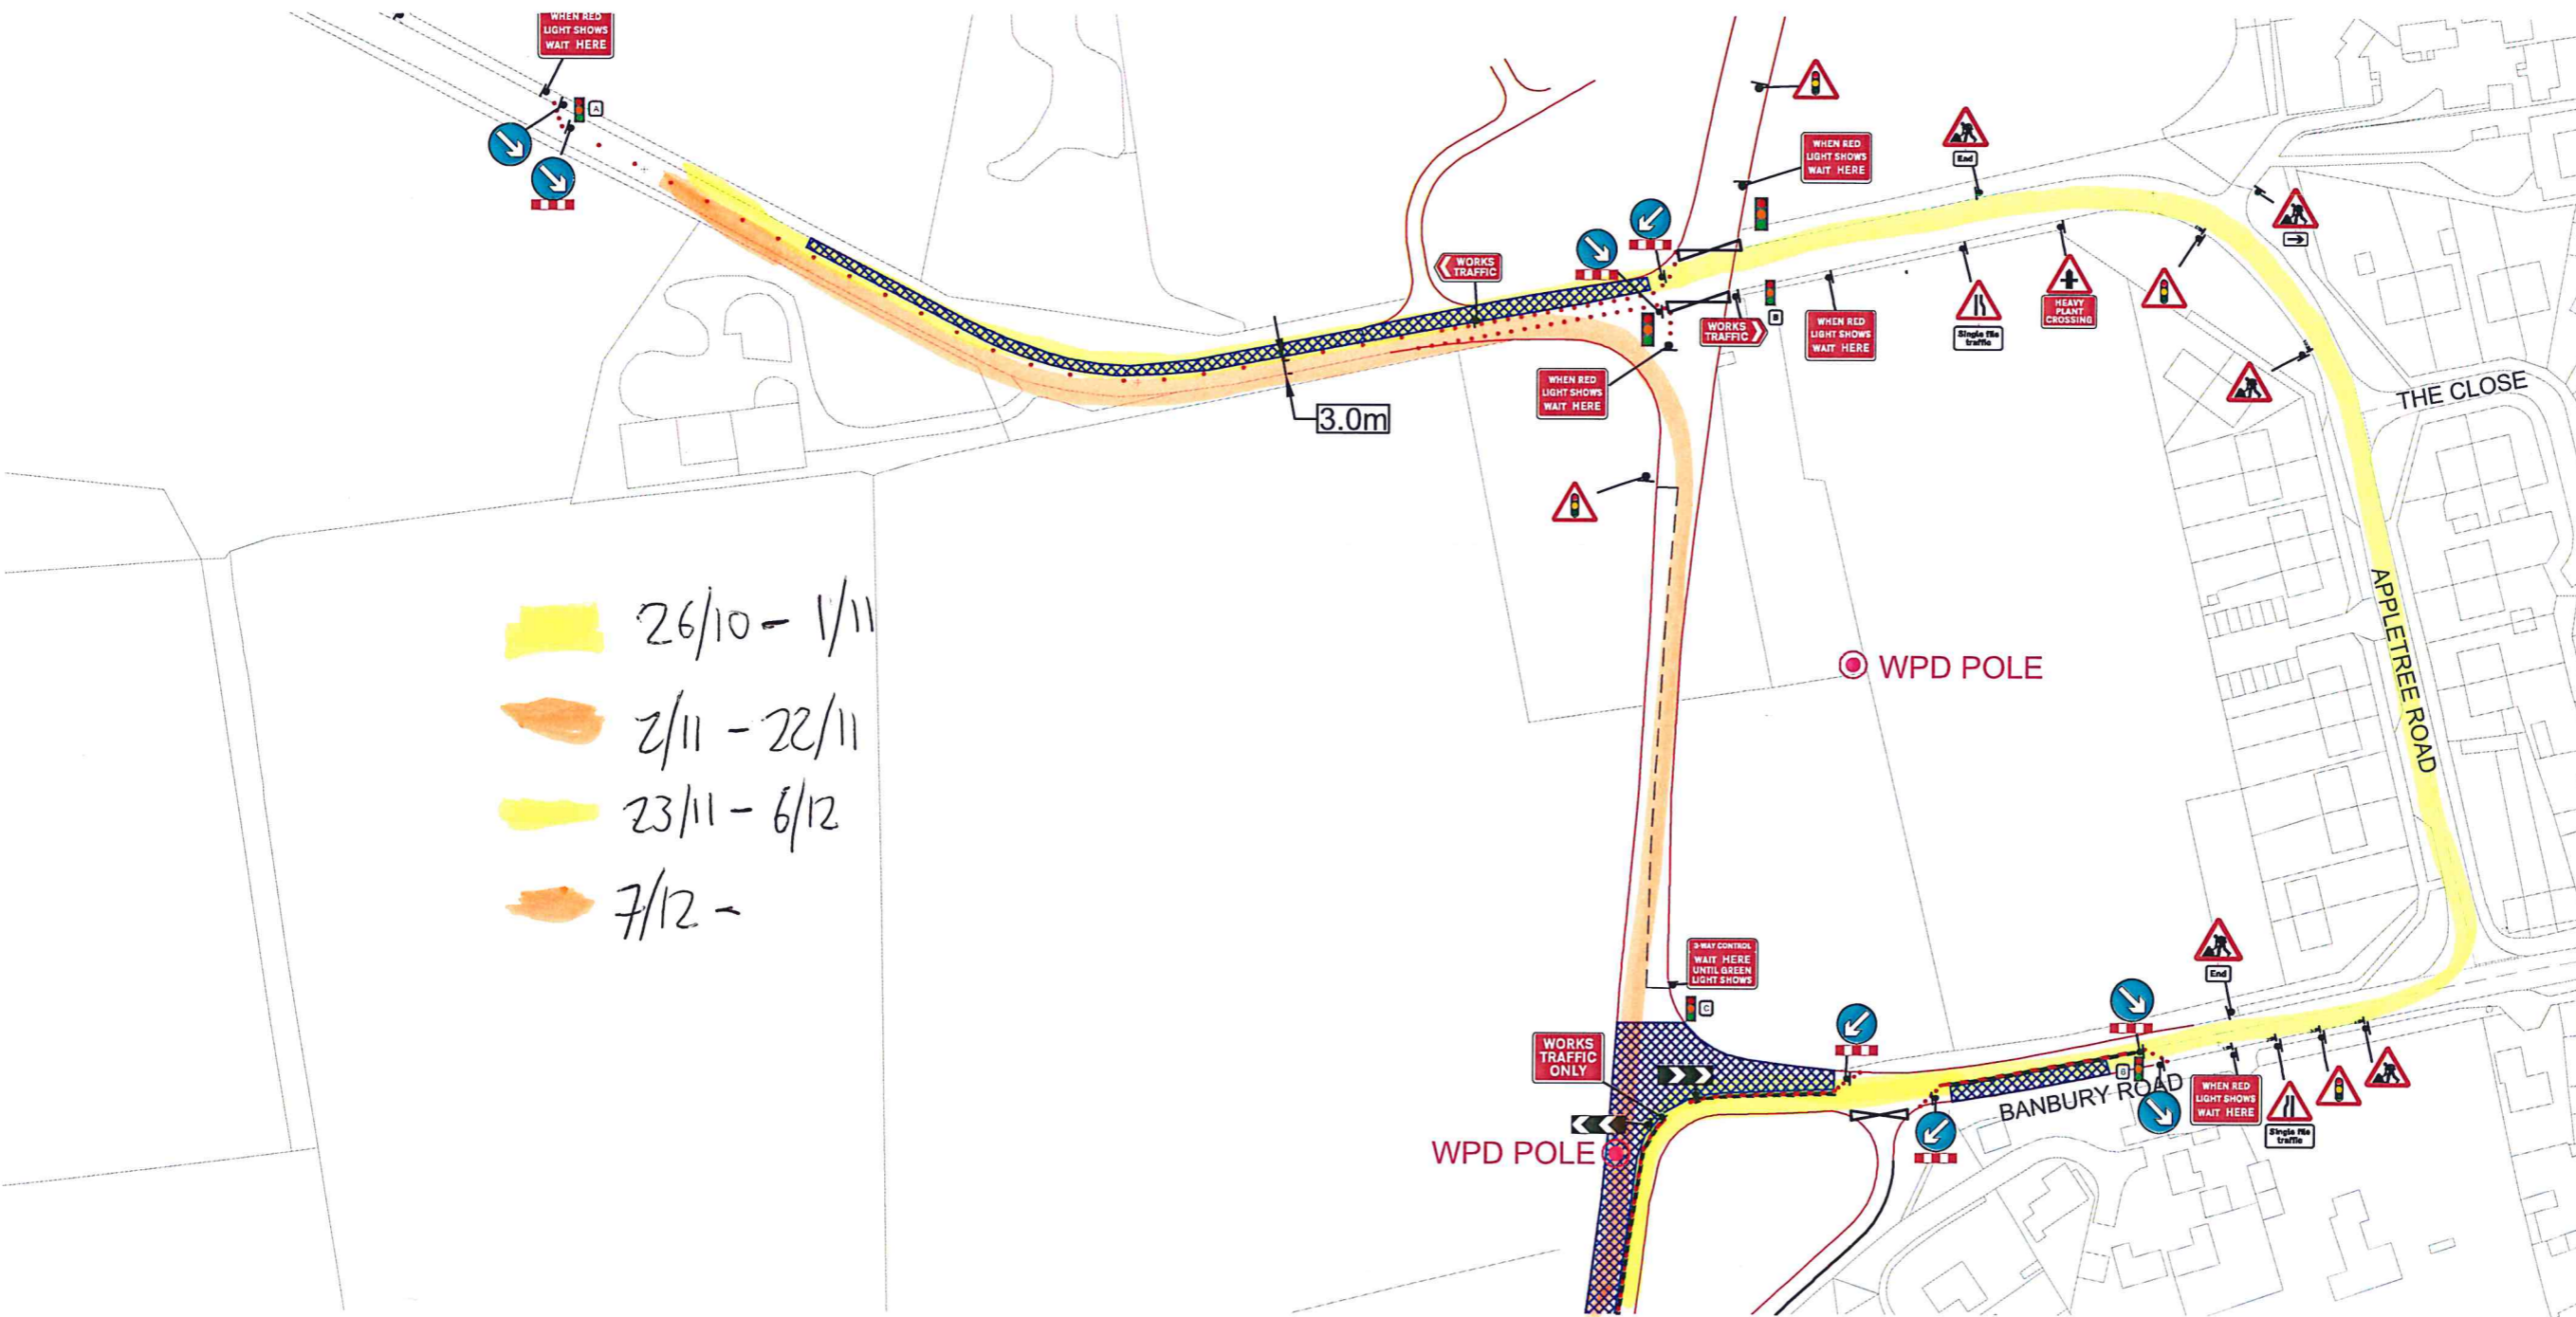 WHEN RED
LIGHT SHOWS
WAIT HERE
A
WHEN RED
LIGHT SHOWS
WAIT HERE
End
WORKS
TRAFFIC
WORKS
TRAFFIC
B
WHEN RED
LIGHT SHOWS
WAIT HERE
Single file
traffic
HEAVY
PLANT
CROSSING
WHEN RED
LIGHT SHOWS
WAIT HERE
3.0m
THE CLOSE
APPLETREE ROAD
26/10 - 1/11
2/11 - 22/11
23/11 - 6/12
7/12 -
WPD POLE
3-WAY CONTROL
WAIT HERE
UNTIL GREEN
LIGHT SHOWS
C
End
WORKS
TRAFFIC
ONLY
B
BANBURY ROAD
WHEN RED
LIGHT SHOWS
WAIT HERE
Single file
traffic
WPD POLE